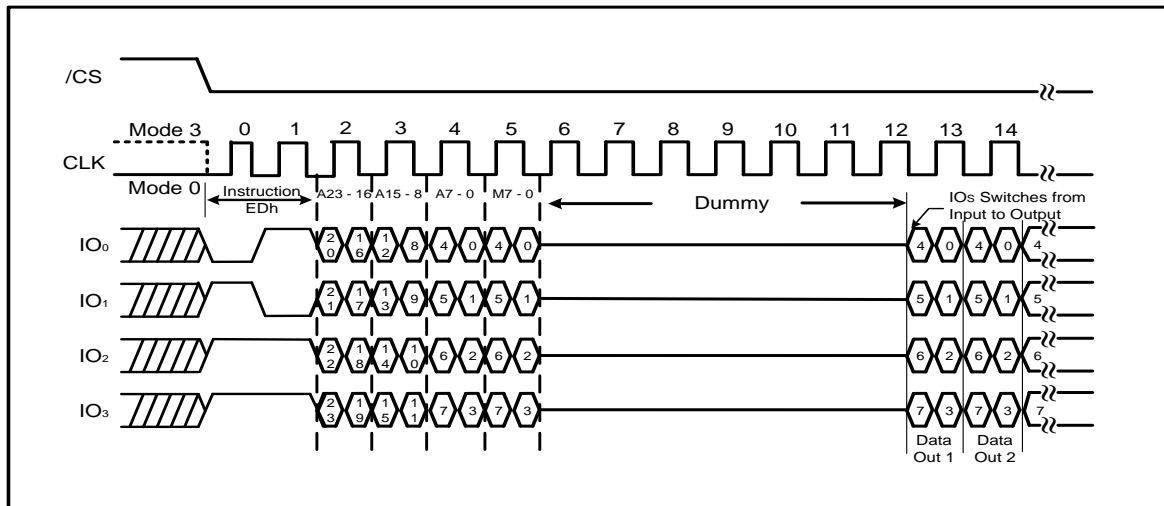 /CS
Mode 3 0 1 2 3 4 5 6 7 8 9 10 11 12 13 14
CLK
Mode 0
Instruction
EDh
A23 - 16 A15 - 8 A7 - 0 M7 - 0
Dummy
IOs Switches from
Input to Output
IO0 20 16 12 8 4 0 4 0 4 0 4 0 4
IO1 21 17 13 9 5 1 5 1 5 1 5 1 5
IO2 22 18 14 10 6 2 6 2 6 2 6 2 6
IO3 23 19 15 11 7 3 7 3 7 3 7 3 7
Data
Out 1
Data
Out 2